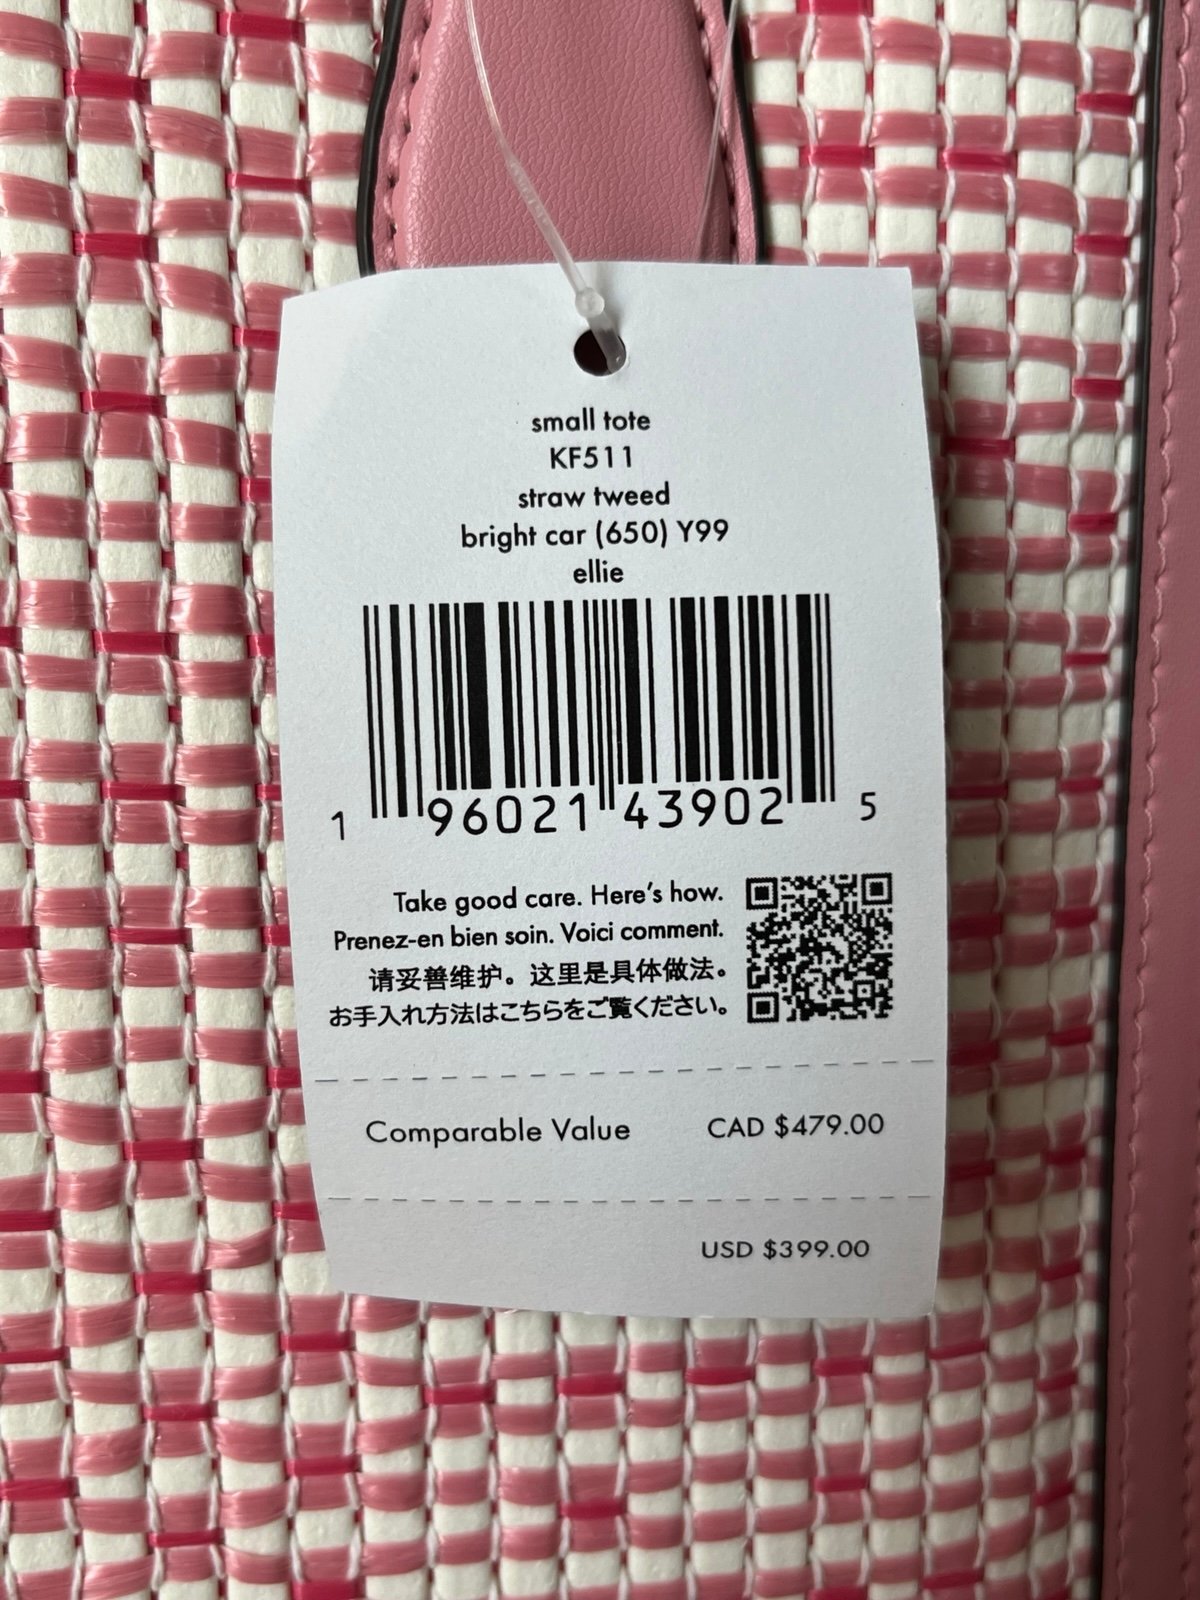 small tote
KF511
straw tweed
bright car (650) Y99
ellie
1 96021 43902 5
Take good care. Here's how.
Prenez-en bien soin. Voici comment.
请妥善维护。这里是具体做法。
お手入れ方法はこちらをご覧ください。
Comparable Value CAD $479.00
USD $399.00